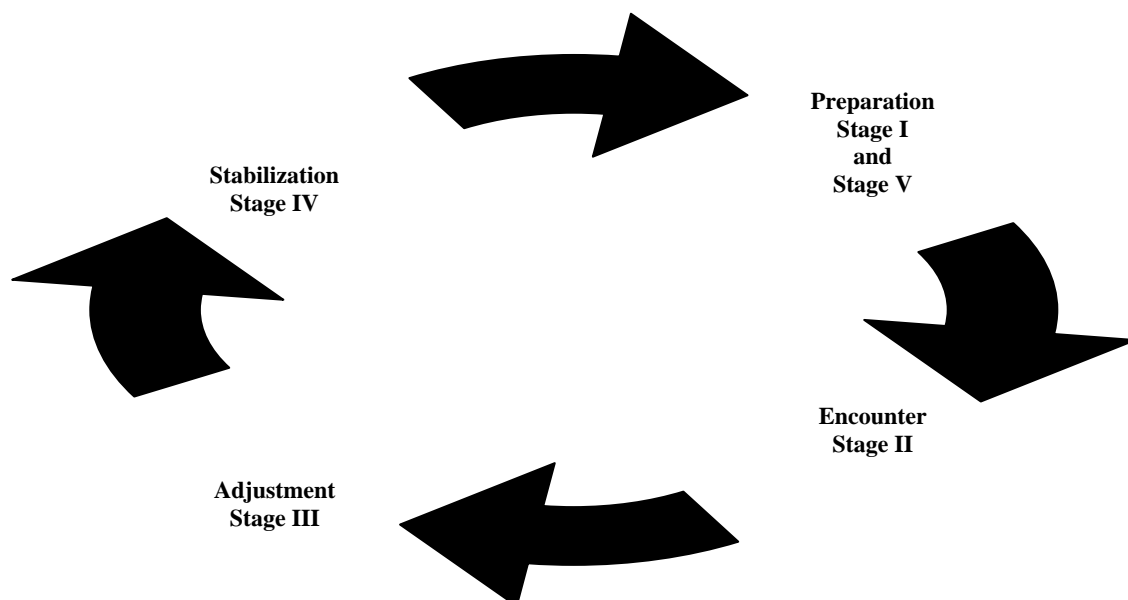 Preparation
Stage I
and
Stage V
Stabilization
Stage IV
Encounter
Stage II
Adjustment
Stage III